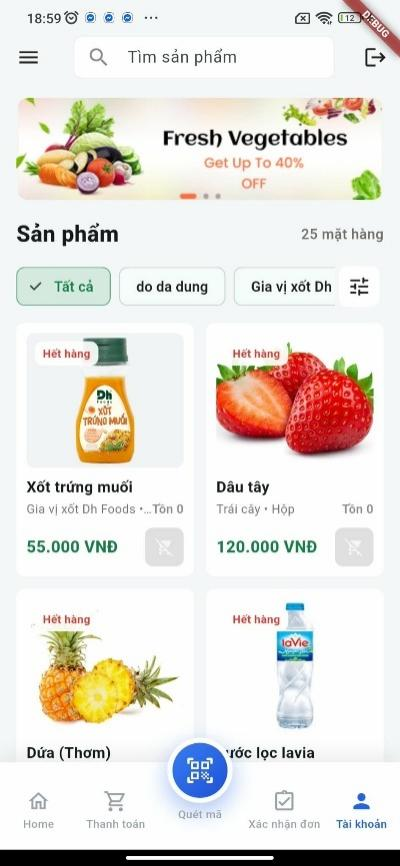 18:59
12
DEBUG
Tìm sản phẩm
Fresh Vegetables
Get Up To 40%
OFF
Sản phẩm
25 mặt hàng
Tất cả
do da dung
Gia vị xốt Dh
Hết hàng
Dh
Foods
XỐT
TRỨNG MUỐI
Xốt trứng muối
Gia vị xốt Dh Foods •...Tồn 0
55.000 VNĐ
Hết hàng
Dâu tây
Trái cây • Hộp
Tồn 0
120.000 VNĐ
Hết hàng
Dứa (Thơm)
Hết hàng
laVie
ước lọc lavia
Home
Thanh toán
Quét mã
Xác nhận đơn
Tài khoản